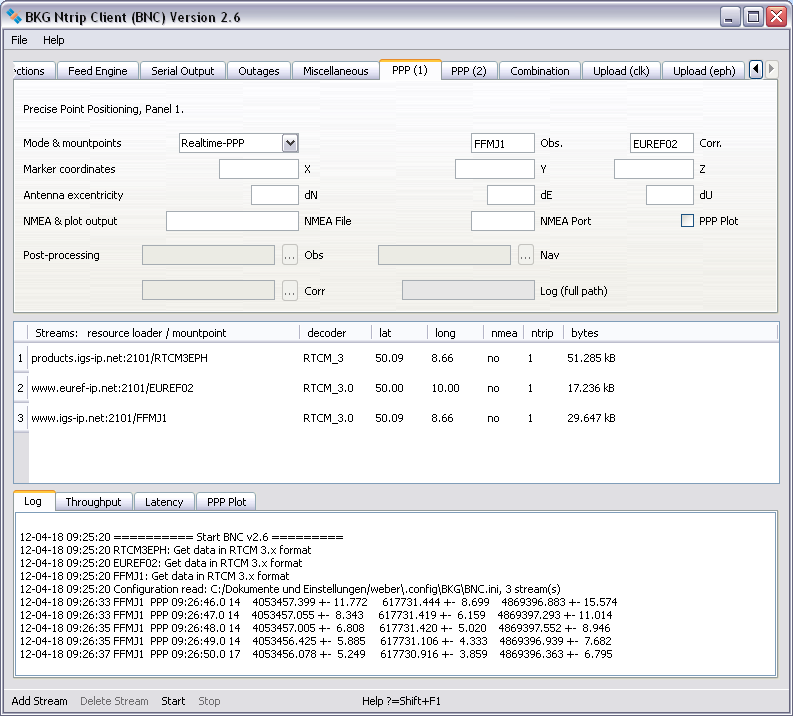 BKG Ntrip Client (BNC) Version 2.6
File Help
ctions Feed Engine Serial Output Outages Miscellaneous PPP (1) PPP (2) Combination Upload (clk) Upload (eph)
Precise Point Positioning, Panel 1.
Mode & mountpoints Realtime-PPP FFMJ1 Obs. EUREF02 Corr.
Marker coordinates X Y Z
Antenna excentricity dN dE dU
NMEA & plot output NMEA File NMEA Port PPP Plot
Post-processing ... Obs ... Nav
... Corr Log (full path)
Streams: resource loader / mountpoint decoder lat long nmea ntrip bytes
1 products.igs-ip.net:2101/RTCM3EPH RTCM_3 50.09 8.66 no 1 51.285 kB
2 www.euref-ip.net:2101/EUREF02 RTCM_3.0 50.00 10.00 no 1 17.236 kB
3 www.igs-ip.net:2101/FFMJ1 RTCM_3.0 50.09 8.66 no 1 29.647 kB
Log Throughput Latency PPP Plot
12-04-18 09:25:20 ========== Start BNC v2.6 =========
12-04-18 09:25:20 RTCM3EPH: Get data in RTCM 3.x format
12-04-18 09:25:20 EUREF02: Get data in RTCM 3.x format
12-04-18 09:25:20 FFMJ1: Get data in RTCM 3.x format
12-04-18 09:25:20 Configuration read: C:/Dokumente und Einstellungen/weber\.config\BKG\BNC.ini, 3 stream(s)
12-04-18 09:26:33 FFMJ1 PPP 09:26:46.0 14 4053457.399 +- 11.772 617731.444 +- 8.699 4869396.883 +- 15.574
12-04-18 09:26:33 FFMJ1 PPP 09:26:47.0 14 4053457.055 +- 8.343 617731.419 +- 6.159 4869397.293 +- 11.014
12-04-18 09:26:35 FFMJ1 PPP 09:26:48.0 14 4053457.005 +- 6.808 617731.420 +- 5.020 4869397.552 +- 8.946
12-04-18 09:26:35 FFMJ1 PPP 09:26:49.0 14 4053456.425 +- 5.885 617731.106 +- 4.333 4869396.939 +- 7.682
12-04-18 09:26:37 FFMJ1 PPP 09:26:50.0 17 4053456.078 +- 5.249 617730.916 +- 3.859 4869396.363 +- 6.795
Add Stream Delete Stream Start Stop Help ?=Shift+F1